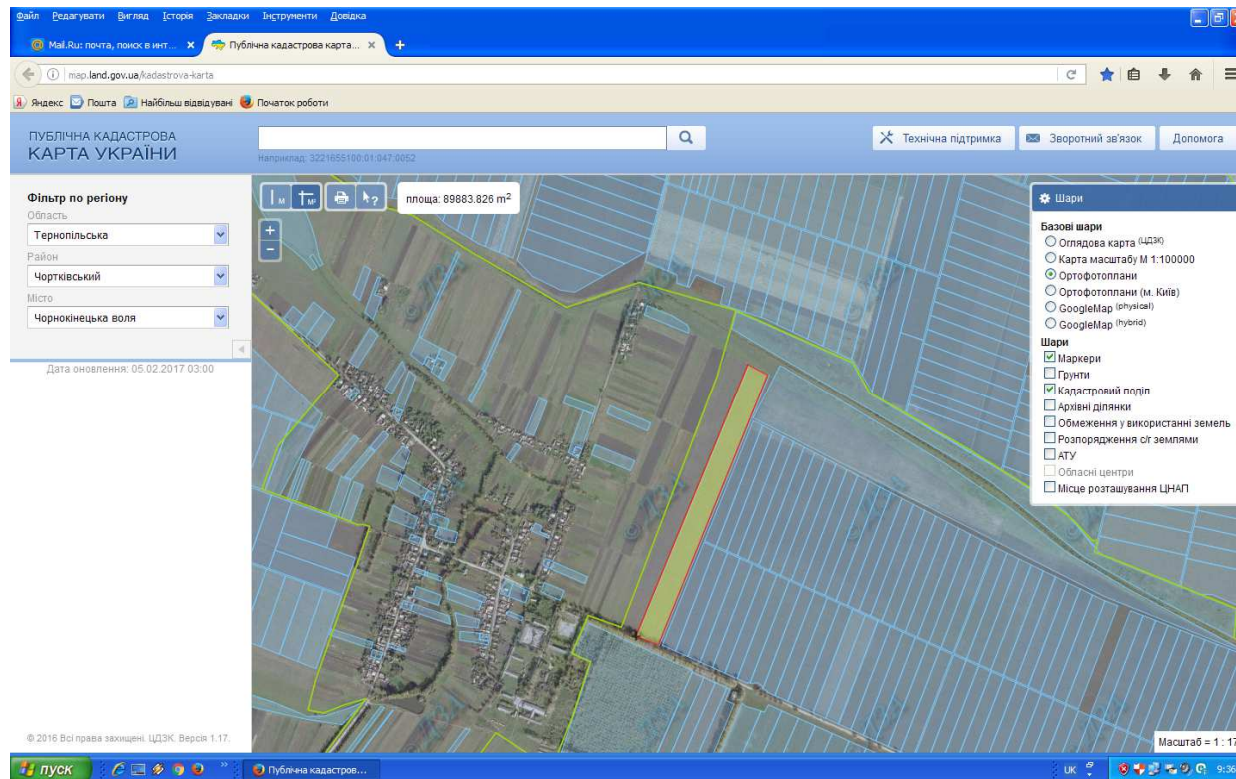 Файл Редагувати Вигляд Історія Закладки Інструменти Довідка
Mail.Ru: почта, поиск в инт...
Публічна кадастрова карта...
map.land.gov.ua/kadastrova-karta
Яндекс Пошта Найбільш відвідувані Початок роботи
ПУБЛІЧНА КАДАСТРОВА
КАРТА УКРАЇНИ
Наприклад: 3221655100:01:047:0052
Технічна підтримка
Зворотний зв'язок
Допомога
Фільтр по регіону
Область
Тернопільська
Район
Чортківський
Місто
Чорнокінецька воля
Дата оновлення: 05.02.2017 03:00
площа: 89883.826 m²
Шари
Базові шари
Оглядова карта (ЦДЗК)
Карта масштабу М 1:100000
Ортофотоплани
Ортофотоплани (м. Київ)
GoogleMap (physical)
GoogleMap (hybrid)
Шари
Маркери
Грунти
Кадастровий поділ
Архівні ділянки
Обмеження у використанні земель
Розпорядження с/г землями
АТУ
Обласні центри
Місце розташування ЦНАП
© 2016 Всі права захищені. ЦДЗК. Версія 1.17.
Масштаб = 1 : 17
пуск
Публічна кадастров...
UK
9:36